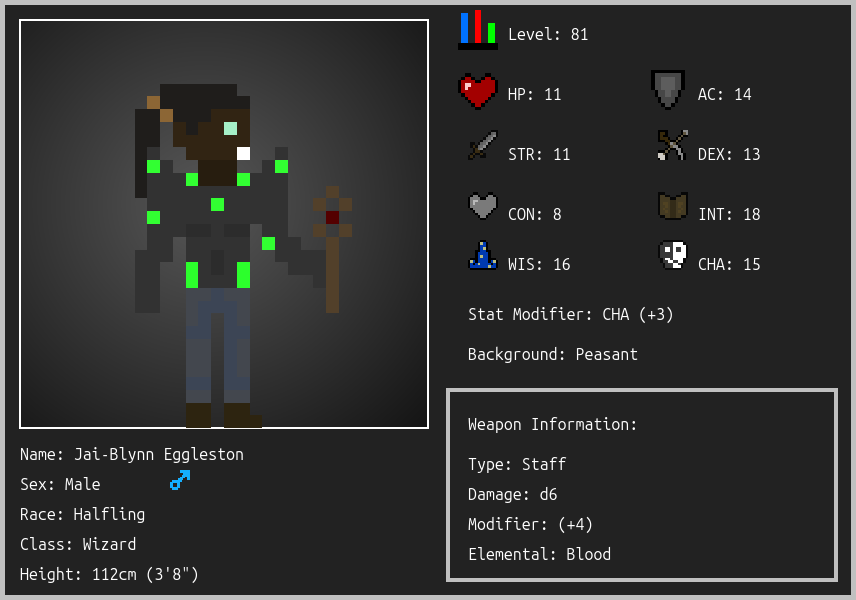 Level: 81
HP: 11
AC: 14
STR: 11
DEX: 13
CON: 8
INT: 18
WIS: 16
CHA: 15
Stat Modifier: CHA (+3)
Background: Peasant
Weapon Information:
Type: Staff
Damage: d6
Modifier: (+4)
Elemental: Blood
Name: Jai-Blynn Eggleston
Sex: Male
Race: Halfling
Class: Wizard
Height: 112cm (3'8")